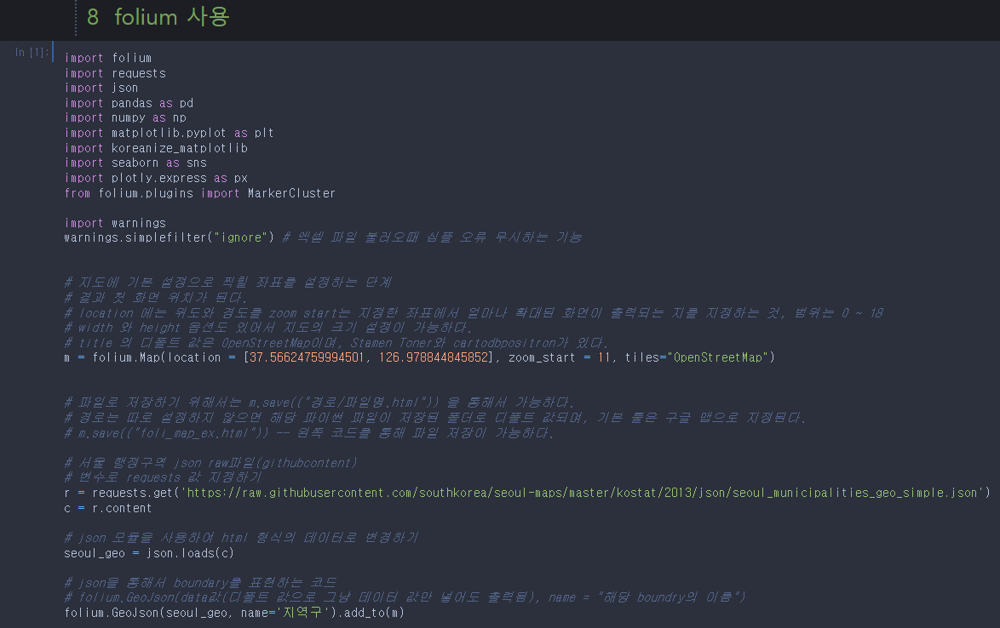 8 folium 사용
In [1]:
import folium
import requests
import json
import pandas as pd
import numpy as np
import matplotlib.pyplot as plt
import koreanize_matplotlib
import seaborn as sns
import plotly.express as px
from folium.plugins import MarkerCluster
import warnings
warnings.simplefilter("ignore") # 엑셀 파일 불러오때 심플 오류 무시하는 기능
# 지도에 기본 설정으로 찍힐 좌표를 설정하는 단계
# 결과 첫 화면 위치가 된다.
# location 에는 위도와 경도를 zoom start는 지정한 좌표에서 얼마나 확대된 화면이 출력되는 지를 지정하는 것, 범위는 0 ~ 18
# width 와 height 옵션도 있어서 지도의 크기 설정이 가능하다.
# title 의 디폴트 값은 OpenStreetMap이며, Stamen Toner와 cartodbpositron가 있다.
m = folium.Map(location = [37.56624759994501, 126.978844845852], zoom_start = 11, tiles="OpenStreetMap")
# 파일로 저장하기 위해서는 m.save(("경로/파일명.html")) 을 통해서 가능하다.
# 경로는 따로 설정하지 않으면 해당 파이썬 파일이 저장된 폴더로 디폴트 값되며, 기본 툴은 구글 맵으로 지정된다.
# m.save(("foli_map_ex.html")) -- 왼쪽 코드를 통해 파일 저장이 가능하다.
# 서울 행정구역 json raw파일(githubcontent)
# 변수로 requests 값 지정하기
r = requests.get('https://raw.githubusercontent.com/southkorea/seoul-maps/master/kostat/2013/json/seoul_municipalities_geo_simple.json')
c = r.content
# json 모듈을 사용하여 html 형식의 데이터로 변경하기
seoul_geo = json.loads(c)
# json을 통해서 boundary를 표현하는 코드
# folium.GeoJson(data값(디폴트 값으로 그냥 데이터 값만 넣어도 출력됨), name = "해당 boundry의 이름")
folium.GeoJson(seoul_geo, name='지역구').add_to(m)